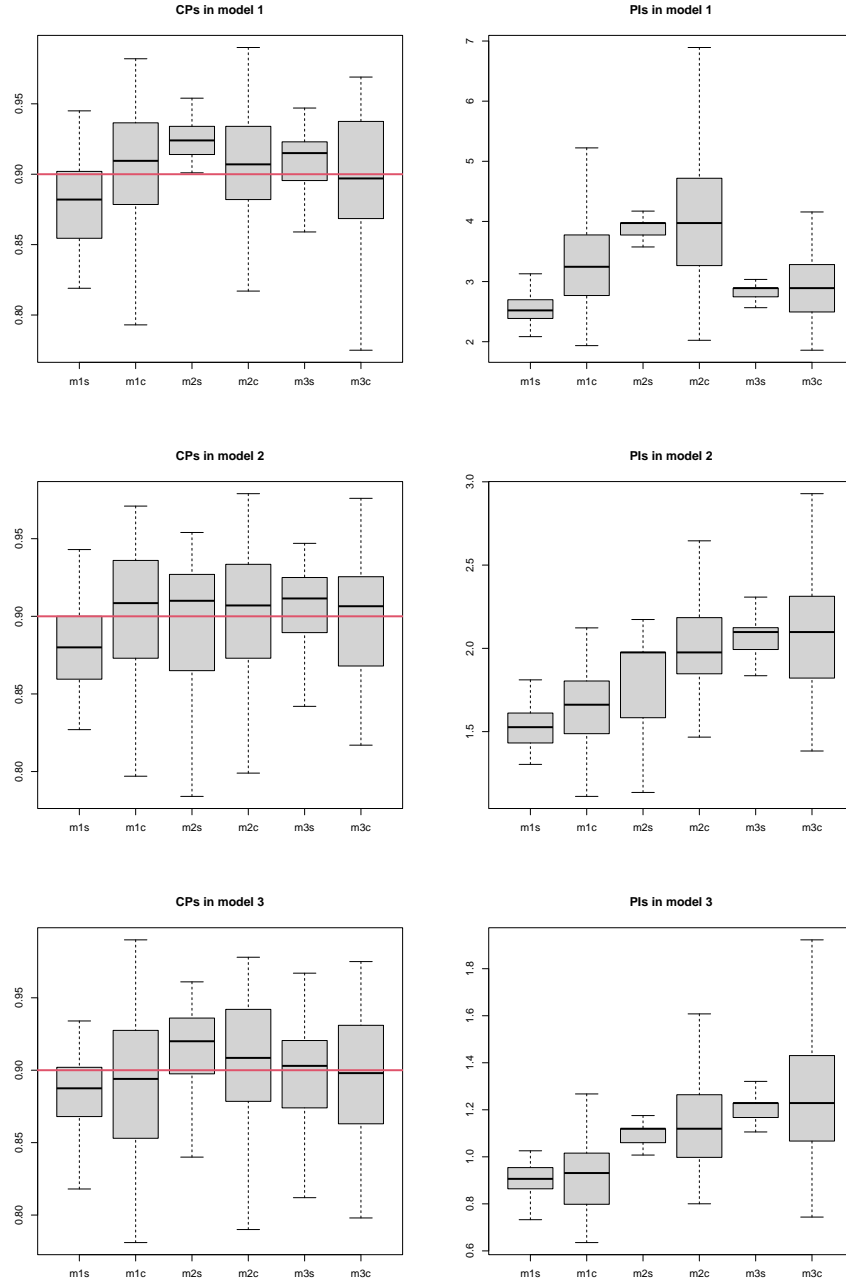 CPs in model 1
0.95
0.90
0.85
0.80
m1s m1c m2s m2c m3s m3c
PIs in model 1
7
6
5
4
3
2
m1s m1c m2s m2c m3s m3c
CPs in model 2
0.95
0.90
0.85
0.80
m1s m1c m2s m2c m3s m3c
PIs in model 2
3.0
2.5
2.0
1.5
m1s m1c m2s m2c m3s m3c
CPs in model 3
0.95
0.90
0.85
0.80
m1s m1c m2s m2c m3s m3c
PIs in model 3
1.8
1.6
1.4
1.2
1.0
0.8
0.6
m1s m1c m2s m2c m3s m3c